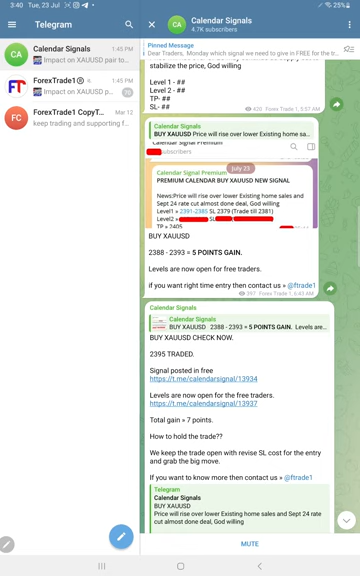 3:40 Tue, 23 Jul
25%
Telegram
Calendar Signals
4.7K subscribers
CA
Calendar Signals
1:45 PM
Impact on XAUUSD pair to...
FT
ForexTrade1
4:51 PM
Impact on XAUUSD p...
FC
ForexTrade1 CopyT...
Mar 12
keep trading and supporting f...
Pinned Message
Dear Traders, Monday which signal we need to give in FREE for the tr...
stabilize the price, God willing
Level 1 - ##
Level 2 - ##
TP- ##
SL- ##
420 Forex Trade 1, 5:57 AM
Calendar Signals
BUY XAUUSD Price will rise over lower Existing home sa...
Calendar Signal Premium
subscribers
July 23
Calendar Signal Premium
PREMIUM CALENDAR BUY XAUUSD NEW SIGNAL
News:Price will rise over lower Existing home sales and
Sept 24 rate cut almost done deal, God willing
Level1 » 2391-2385 SL 2379 (Trade till 2381)
Level2 »
SL
TP » 2405
BUY XAUUSD
2388 - 2393 = 5 POINTS GAIN.
Levels are now open for free traders.
if you want right time entry then contact us » @ftrade1
397 Forex Trade 1, 6:43 AM
Calendar Signals
Calendar Signals
BUY XAUUSD 2388 - 2393 = 5 POINTS GAIN. Levels are...
BUY XAUUSD CHECK NOW.
2395 TRADED.
Signal posted in free
https://t.me/calendarsignal/13934
Levels are now open for the free traders.
https://t.me/calendarsignal/13937
Total gain » 7 points.
How to hold the trade??
We keep the trade open with revise SL cost for the entry
and grab the big move.
If you want to know more then contact us » @ftrade1
Telegram
Calendar Signals
BUY XAUUSD
Price will rise over lower Existing home sales and Sept 24 rate
cut almost done deal, God willing
MUTE